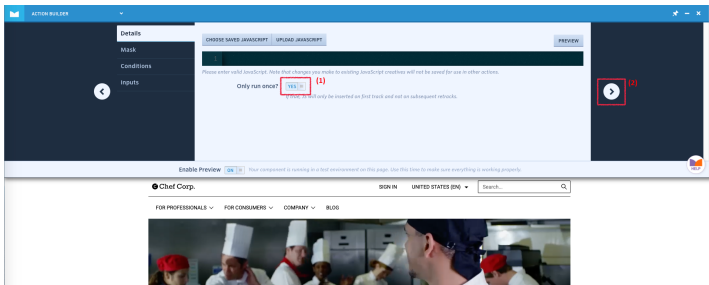 ACTION BUILDER
Details
Mask
Conditions
Inputs
CHOOSE SAVED JAVASCRIPT UPLOAD JAVASCRIPT
PREVIEW
1
Please enter valid JavaScript. Note that changes you make to existing JavaScript creatives will not be saved for use in other actions.
Only run once? YES (1)
If true, JS will only be inserted on first track and not on subsequent retracks.
(2)
Enable Preview ON Your component is running in a test environment on this page. Use this time to make sure everything is working properly.
HELP
Chef Corp.
SIGN IN UNITED STATES (EN) Search...
FOR PROFESSIONALS FOR CONSUMERS COMPANY BLOG